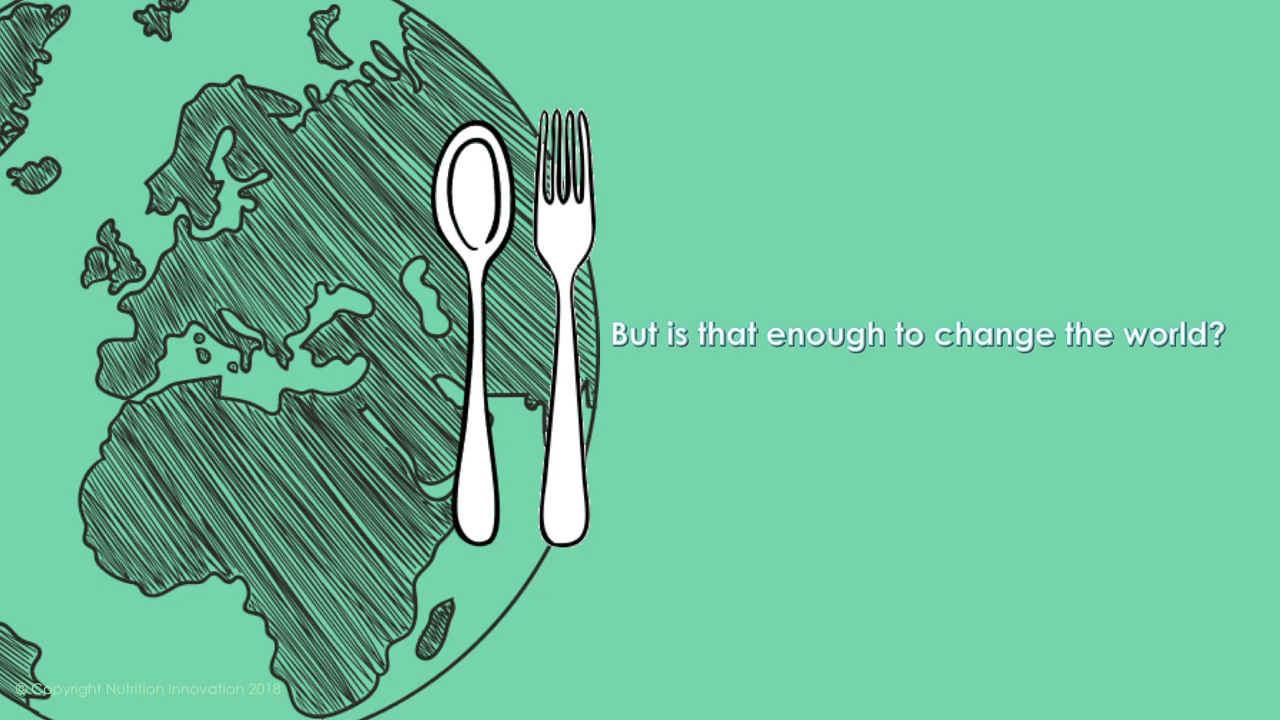 But is that enough to change the world?
© Copyright Nutrition Innovation 2018